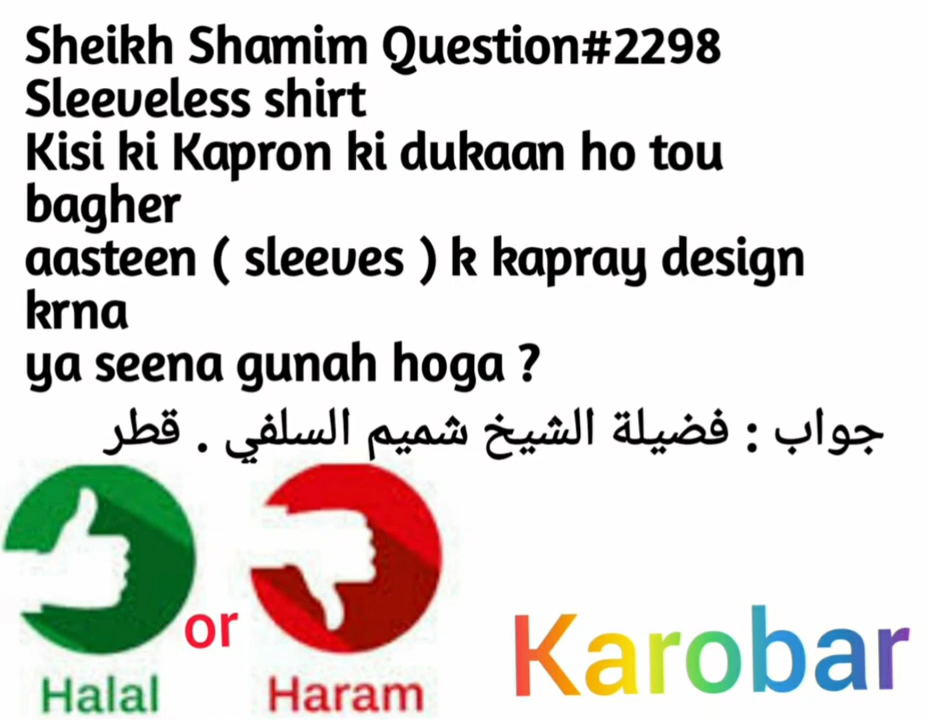 Sheikh Shamim Question#2298
Sleeveless shirt
Kisi ki Kapron ki dukaan ho tou
bagher
aasteen ( sleeves ) k kapray design
krna
ya seena gunah hoga ?
جواب : فضيلة الشيخ شميم السلفي . قطر
or
Halal
Haram
Karobar